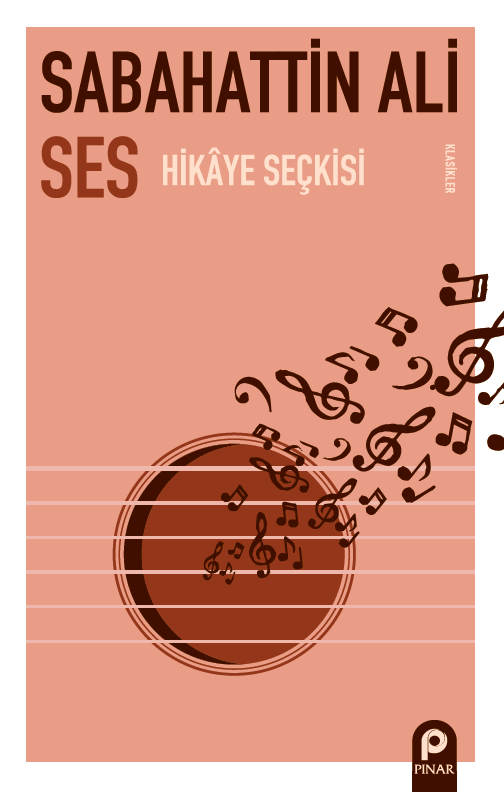 SABAHATTİN ALİ
SES HİKÂYE SEÇKİSİ
KLASİKLER
PINAR